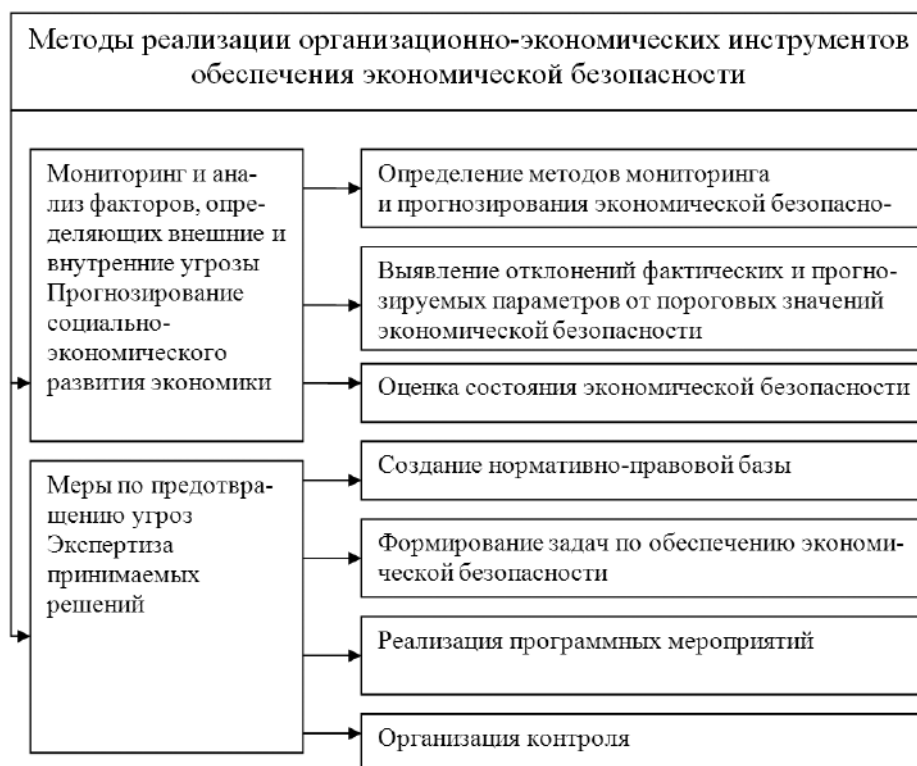 Методы реализации организационно-экономических инструментов
обеспечения экономической безопасности
Мониторинг и ана-
лиз факторов, опре-
деляющих внешние и
внутренние угрозы
Прогнозирование
социально-
экономического
развития экономики
Определение методов мониторинга
и прогнозирования экономической безопасно-
Выявление отклонений фактических и прогно-
зируемых параметров от пороговых значений
экономической безопасности
Оценка состояния экономической безопасности
Меры по предотвра-
щению угроз
Экспертиза
принимаемых
решений
Создание нормативно-правовой базы
Формирование задач по обеспечению экономи-
ческой безопасности
Реализация программных мероприятий
Организация контроля